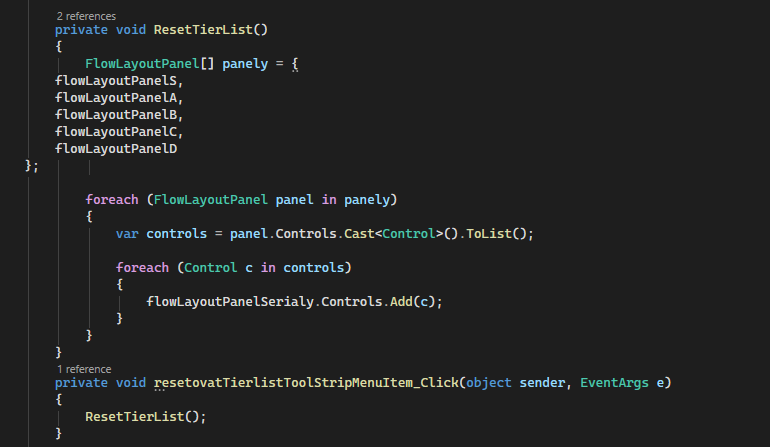 2 references
private void ResetTierList()
{
FlowLayoutPanel[] panely = {
flowLayoutPanelS,
flowLayoutPanelA,
flowLayoutPanelB,
flowLayoutPanelC,
flowLayoutPanelD
};
foreach (FlowLayoutPanel panel in panely)
{
var controls = panel.Controls.Cast<Control>().ToList();
foreach (Control c in controls)
{
flowLayoutPanelSerialy.Controls.Add(c);
}
}
}
1 reference
private void resetovatTierlistToolStripMenuItem_Click(object sender, EventArgs e)
{
ResetTierList();
}